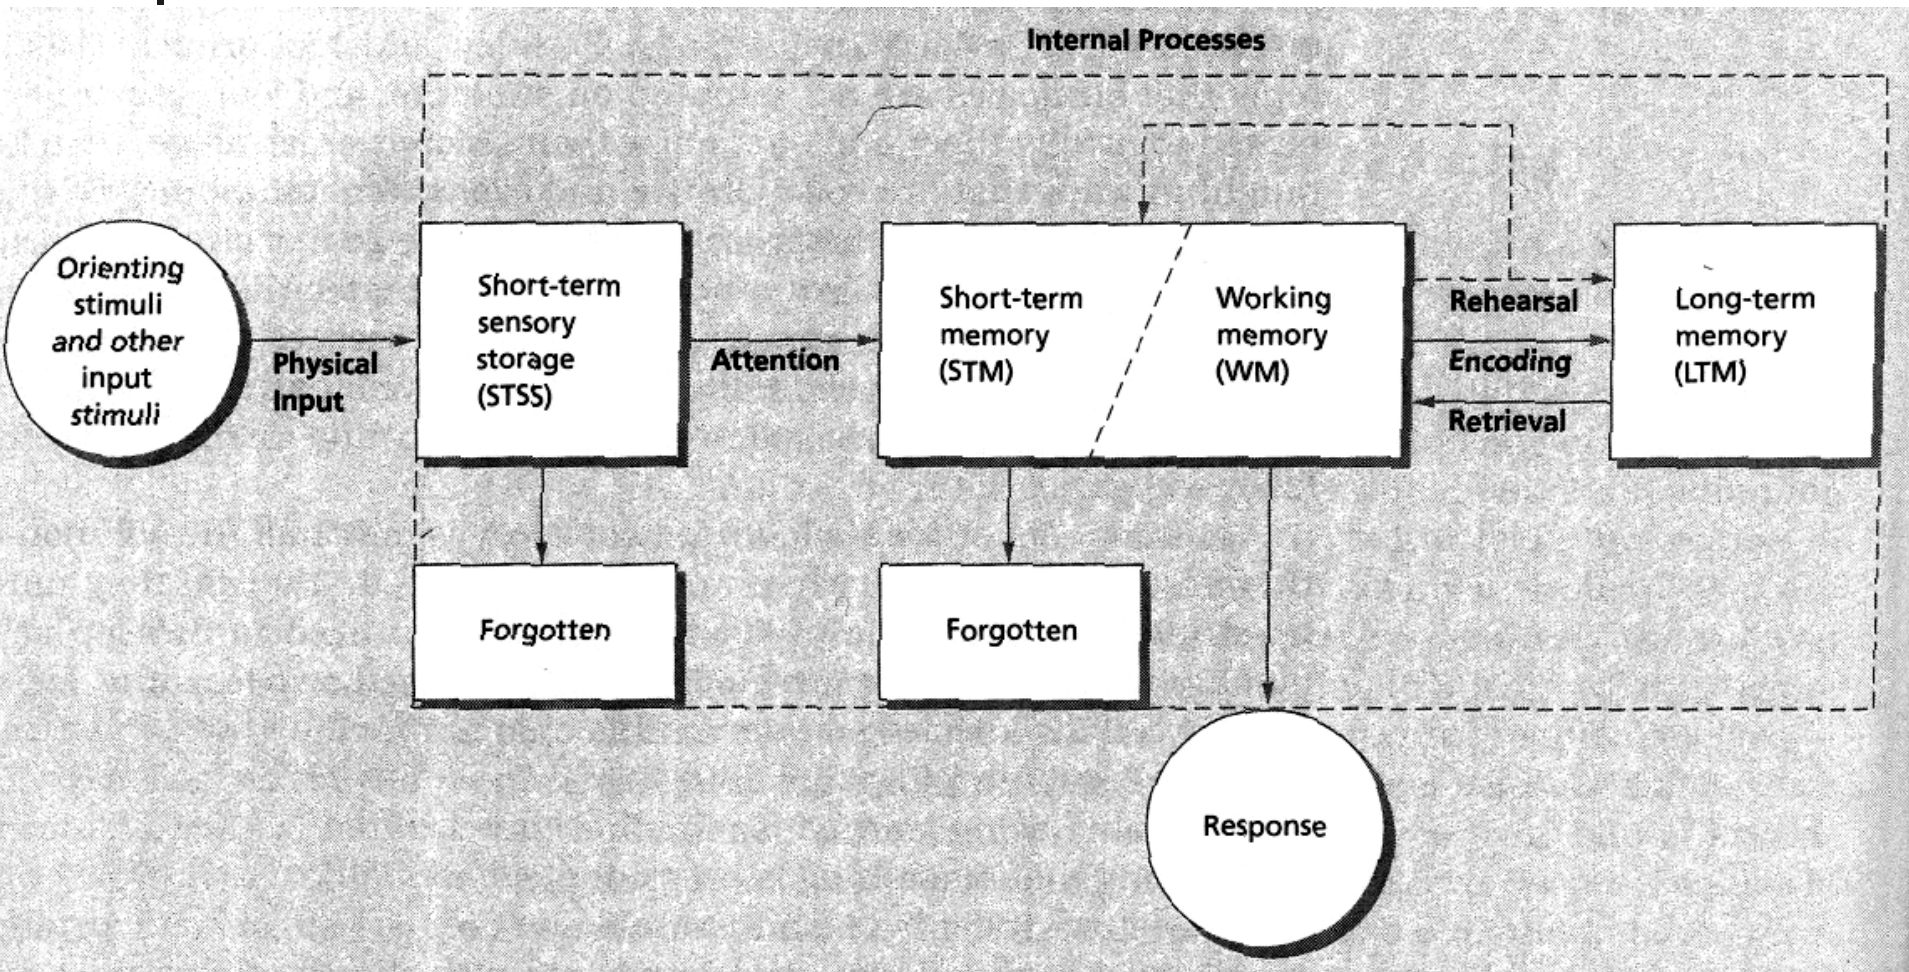 Internal Processes
Orienting
stimuli
and other
input
stimuli
Physical
Input
Short-term
sensory
storage
(STSS)
Attention
Short-term
memory
(STM)
Working
memory
(WM)
Rehearsal
Encoding
Retrieval
Long-term
memory
(LTM)
Forgotten
Forgotten
Response